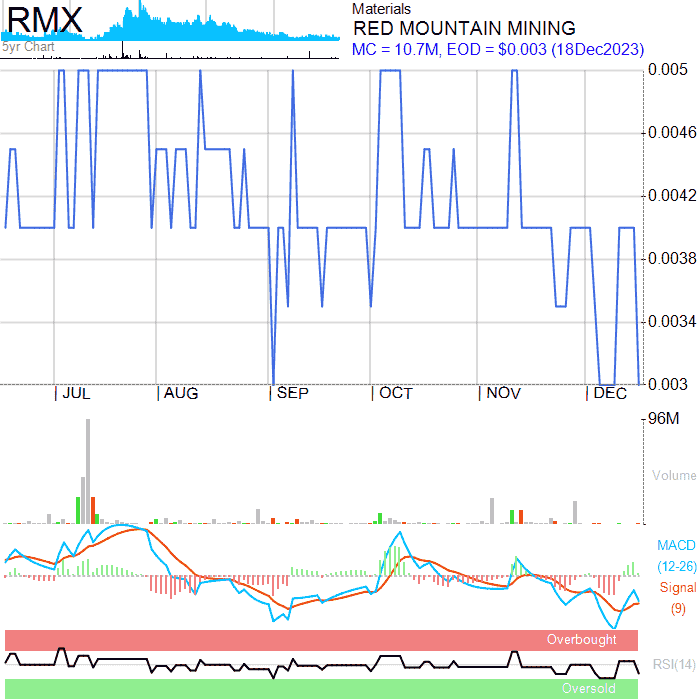 RMX
5yr Chart
Materials
RED MOUNTAIN MINING
MC = 10.7M, EOD = $0.003 (18Dec2023)
0.005
0.0046
0.0042
0.0038
0.0034
0.003
JUL AUG SEP OCT NOV DEC
96M
Volume
MACD
(12-26)
Signal
(9)
Overbought
RSI(14)
Oversold